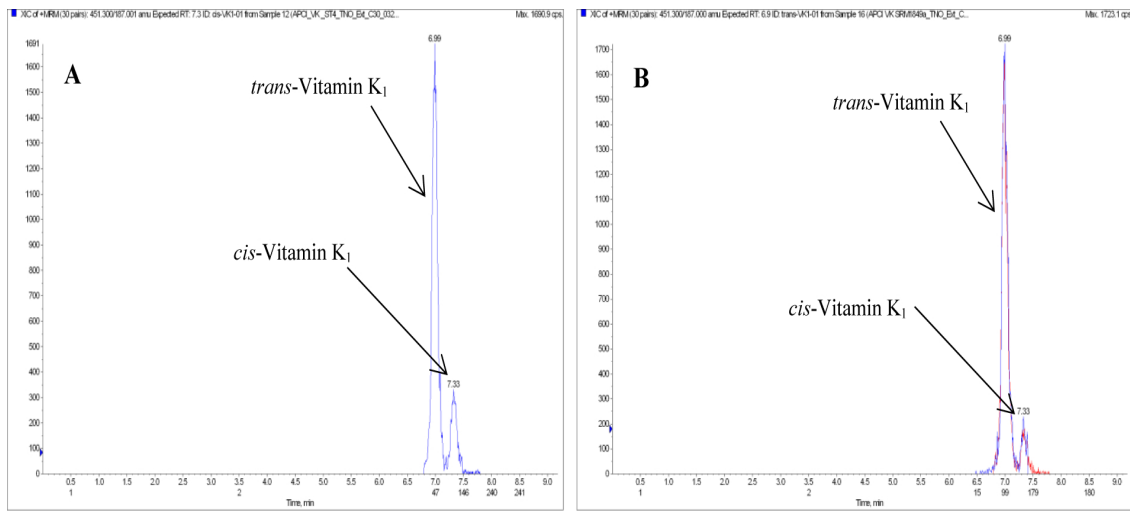 XIC of +MRM (30 pairs): 451.300/187.001 amu Expected RT: 7.3 ID: cis-VK1-01 from Sample 12 (APCI_VK_ST4_TNO_Ext_C30_032... Max. 1690.9 cps.
A
6.99
trans-Vitamin K1
cis-Vitamin K1
7.33
1691
1600
1500
1400
1300
1200
1100
1000
900
800
700
600
500
400
300
200
100
0
0.5 1.0 1.5 2.0 2.5 3.0 3.5 4.0 4.5 5.0 5.5 6.0 6.5 7.0 7.5 8.0 8.5 9.0
1 2 47 146 240 241
Time, min
XIC of +MRM (30 pairs): 451.300/187.000 amu Expected RT: 6.9 ID: trans-VK1-01 from Sample 16 (APCI VK SRM1849a_TNO_Ext_C... Max. 1723.1 cps
B
6.99
trans-Vitamin K1
cis-Vitamin K1
7.33
1700
1600
1500
1400
1300
1200
1100
1000
900
800
700
600
500
400
300
200
100
0
0.5 1.0 1.5 2.0 2.5 3.0 3.5 4.0 4.5 5.0 5.5 6.0 6.5 7.0 7.5 8.0 8.5 9.0
1 2 15 99 179 180
Time, min